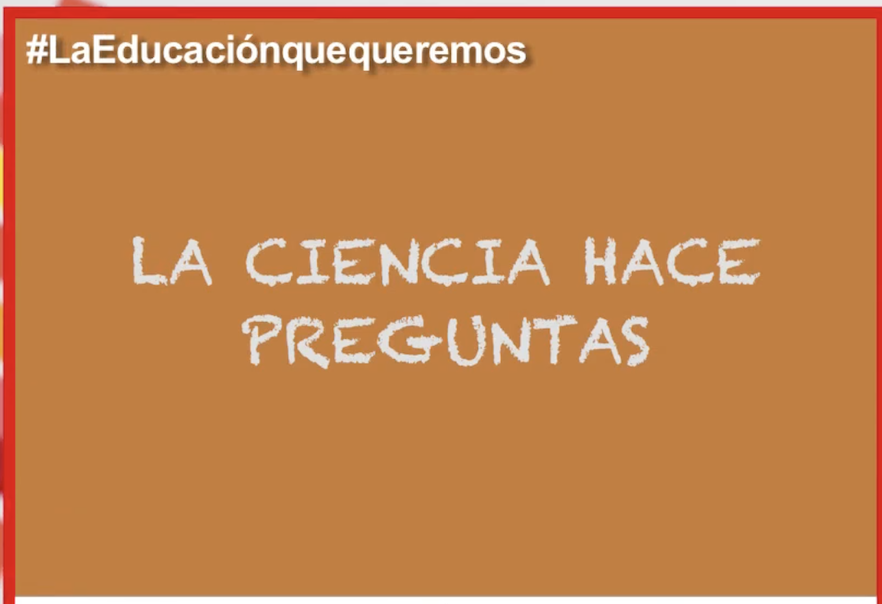 #LaEducaciónquequeremos
LA CIENCIA HACE
PREGUNTAS